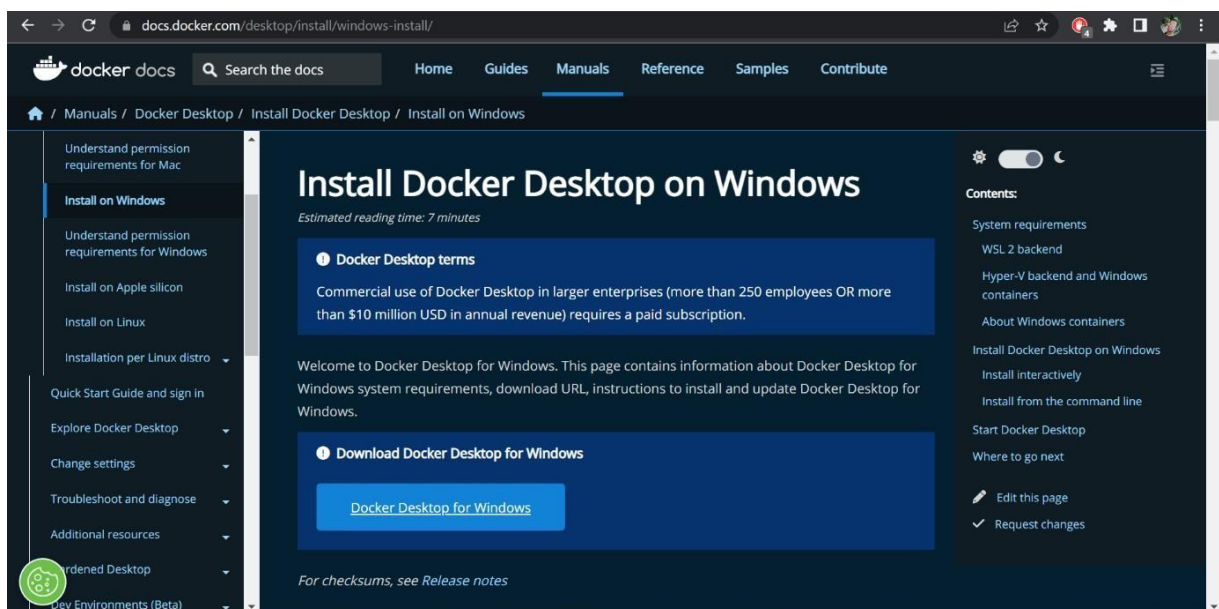 docs.docker.com/desktop/install/windows-install/
4
docker docs
Search the docs
Home
Guides
Manuals
Reference
Samples
Contribute
/ Manuals / Docker Desktop / Install Docker Desktop / Install on Windows
Understand permission
requirements for Mac
Install on Windows
Understand permission
requirements for Windows
Install on Apple silicon
Install on Linux
Installation per Linux distro
Quick Start Guide and sign in
Explore Docker Desktop
Change settings
Troubleshoot and diagnose
Additional resources
Desktop
Dev Environments (Beta)
Install Docker Desktop on Windows
Estimated reading time: 7 minutes
Docker Desktop terms
Commercial use of Docker Desktop in larger enterprises (more than 250 employees OR more
than $10 million USD in annual revenue) requires a paid subscription.
Welcome to Docker Desktop for Windows. This page contains information about Docker Desktop for
Windows system requirements, download URL, instructions to install and update Docker Desktop for
Windows.
Download Docker Desktop for Windows
Docker Desktop for Windows
For checksums, see Release notes
Contents:
System requirements
WSL 2 backend
Hyper-V backend and Windows
containers
About Windows containers
Install Docker Desktop on Windows
Install interactively
Install from the command line
Start Docker Desktop
Where to go next
Edit this page
Request changes